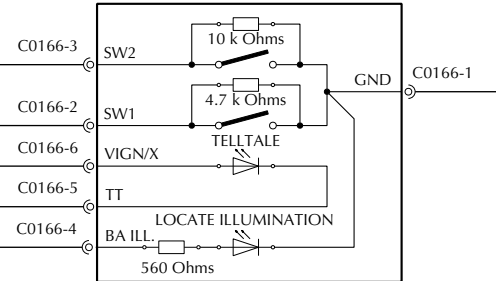 C0166-3
SW2
10 k Ohms
GND
C0166-1
C0166-2
SW1
4.7 k Ohms
C0166-6
VIGN/X
TELLTALE
C0166-5
TT
C0166-4
BA ILL.
LOCATE ILLUMINATION
560 Ohms